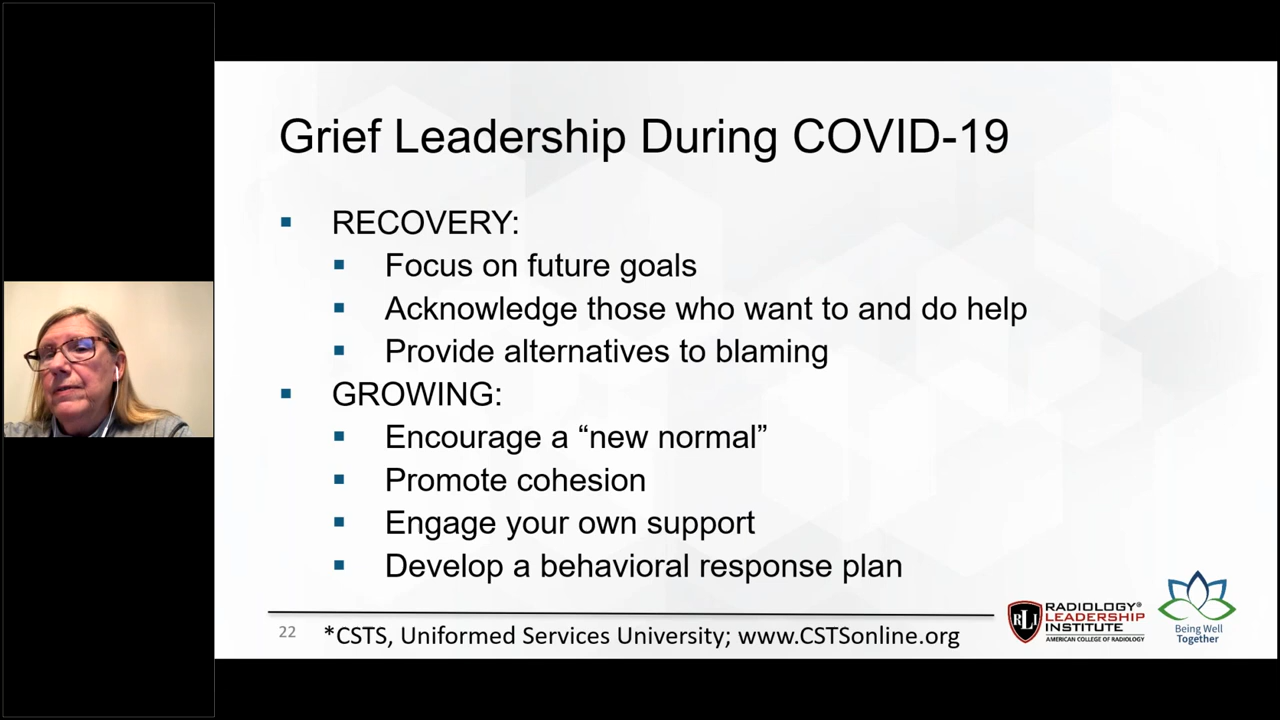 Grief Leadership During COVID-19
RECOVERY:
Focus on future goals
Acknowledge those who want to and do help
Provide alternatives to blaming
GROWING:
Encourage a “new normal”
Promote cohesion
Engage your own support
Develop a behavioral response plan
22
*CSTS, Uniformed Services University; www.CSTSonline.org
RLI
RADIOLOGY®
LEADERSHIP
INSTITUTE
AMERICAN COLLEGE OF RADIOLOGY
Being Well
Together